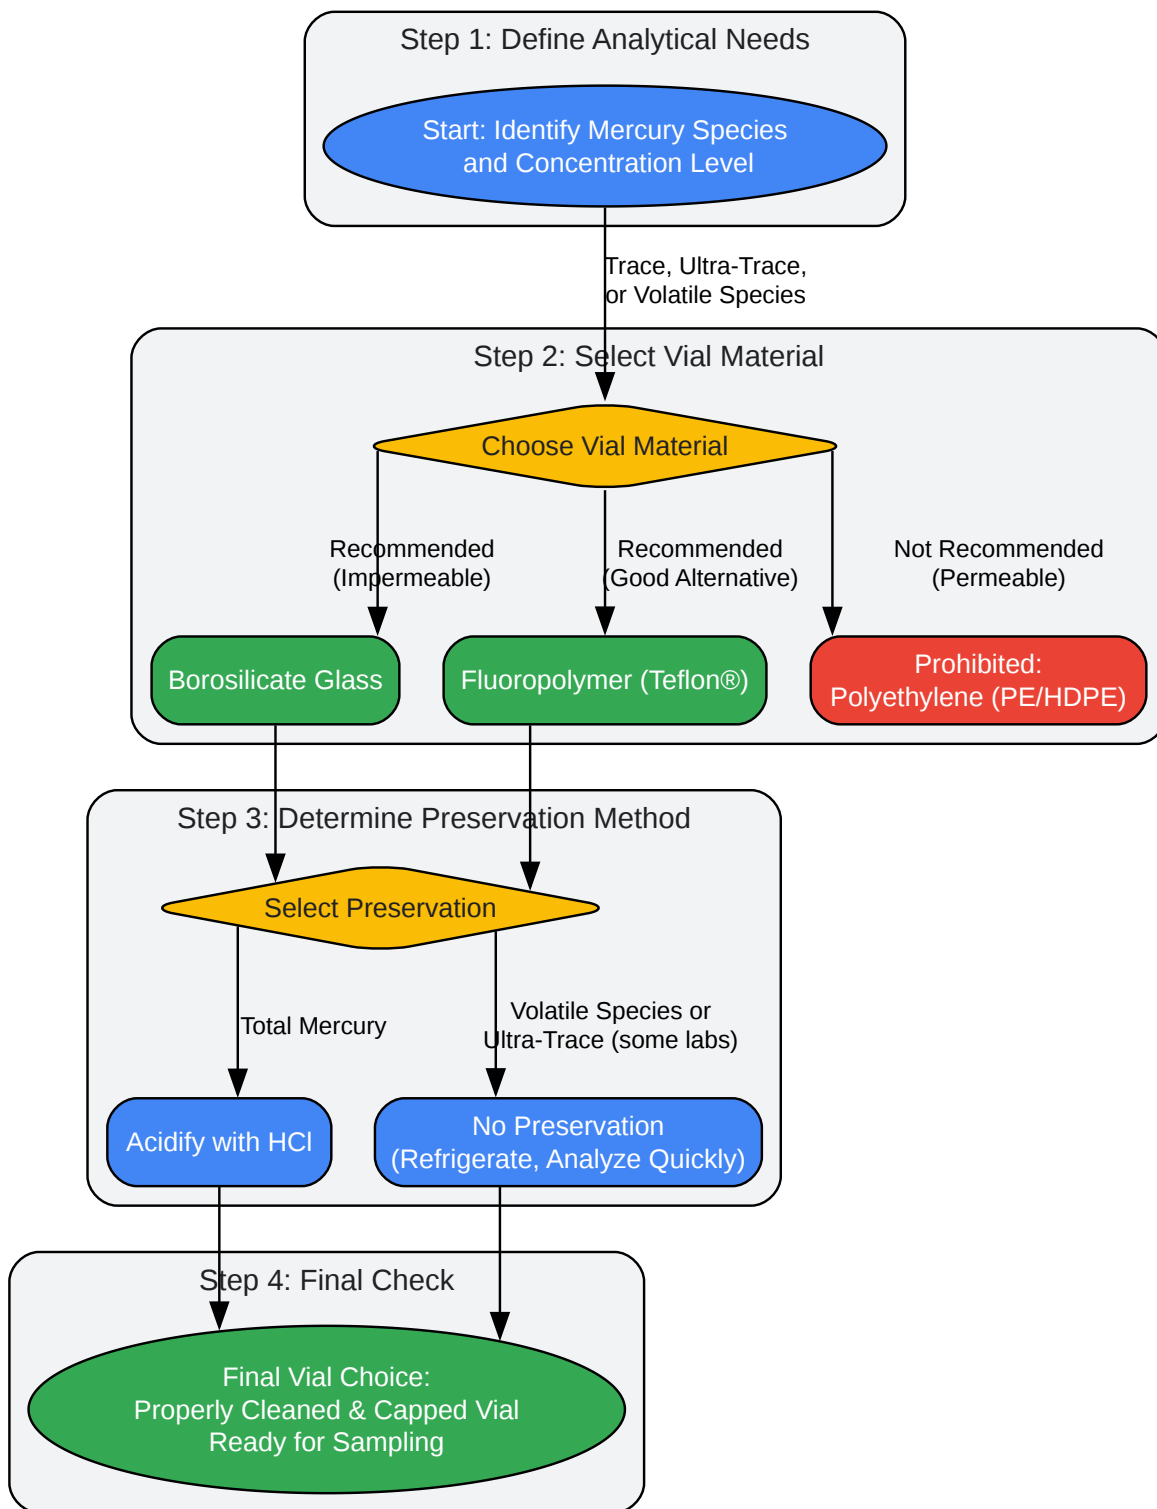 Step 1: Define Analytical Needs
Start: Identify Mercury Species
and Concentration Level
Trace, Ultra-Trace,
or Volatile Species
Step 2: Select Vial Material
Choose Vial Material
Recommended
(Impermeable)
Recommended
(Good Alternative)
Not Recommended
(Permeable)
Borosilicate Glass
Fluoropolymer (Teflon®)
Prohibited:
Polyethylene (PE/HDPE)
Step 3: Determine Preservation Method
Select Preservation
Total Mercury
Volatile Species or
Ultra-Trace (some labs)
Acidify with HCl
No Preservation
(Refrigerate, Analyze Quickly)
Step 4: Final Check
Final Vial Choice:
Properly Cleaned & Capped Vial
Ready for Sampling